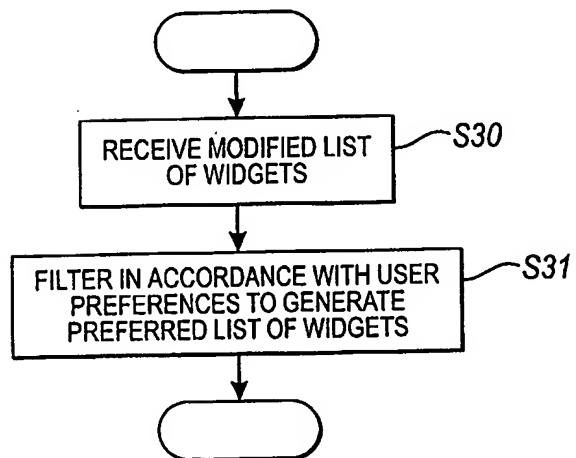 RECEIVE MODIFIED LIST
OF WIDGETS
S30
FILTER IN ACCORDANCE WITH USER
PREFERENCES TO GENERATE
PREFERRED LIST OF WIDGETS
S31